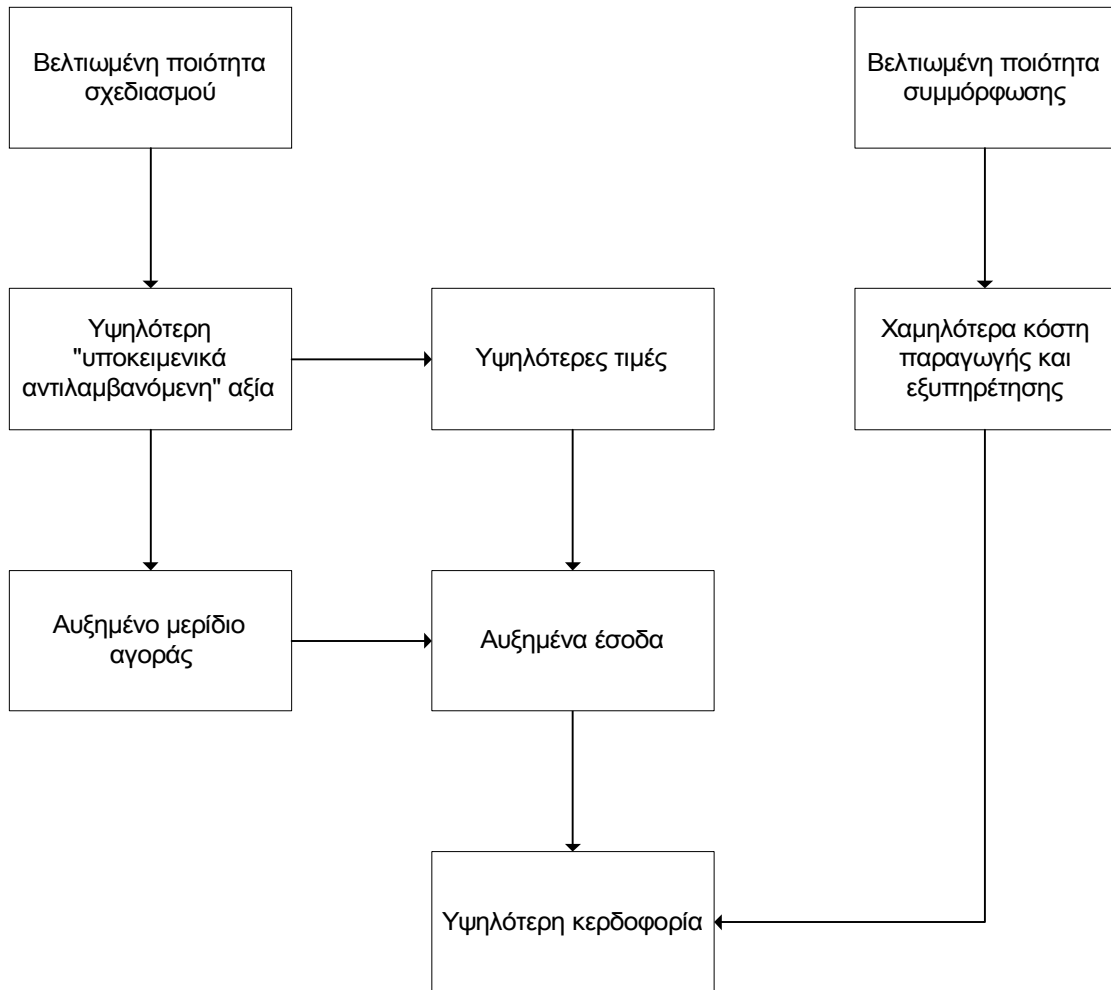 Βελτιωμένη ποιότητα
σχεδιασμού
Βελτιωμένη ποιότητα
συμμόρφωσης
Υψηλότερη
"υποκειμενικά
αντιλαμβανόμενη" αξία
Υψηλότερες τιμές
Χαμηλότερα κόστη
παραγωγής και
εξυπηρέτησης
Αυξημένο μερίδιο
αγοράς
Αυξημένα έσοδα
Υψηλότερη κερδοφορία